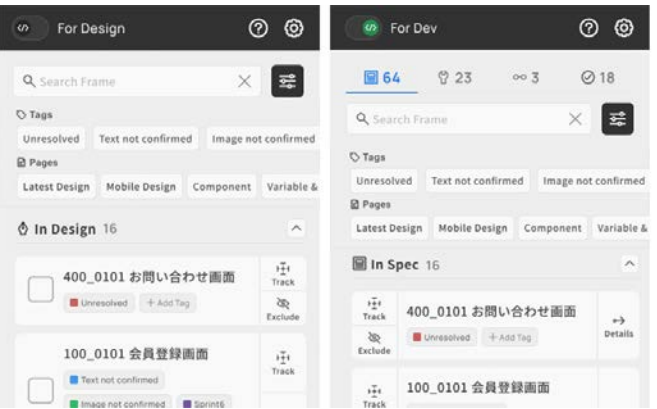 For Design
Search Frame
Tags
Unresolved Text not confirmed Image not confirmed
Pages
Latest Design Mobile Design Component Variable &
In Design 16
400_0101 お問い合わせ画面
Unresolved + Add Tag
Track
Exclude
100_0101 会員登録画面
Text not confirmed
Image not confirmed Sprint6
Track
For Dev
64 23 3 18
Search Frame
Tags
Unresolved Text not confirmed Image not confirmed
Pages
Latest Design Mobile Design Component Variable &
In Spec 16
Track
Exclude
400_0101 お問い合わせ画面
Unresolved + Add Tag
Details
Track
100_0101 会員登録画面